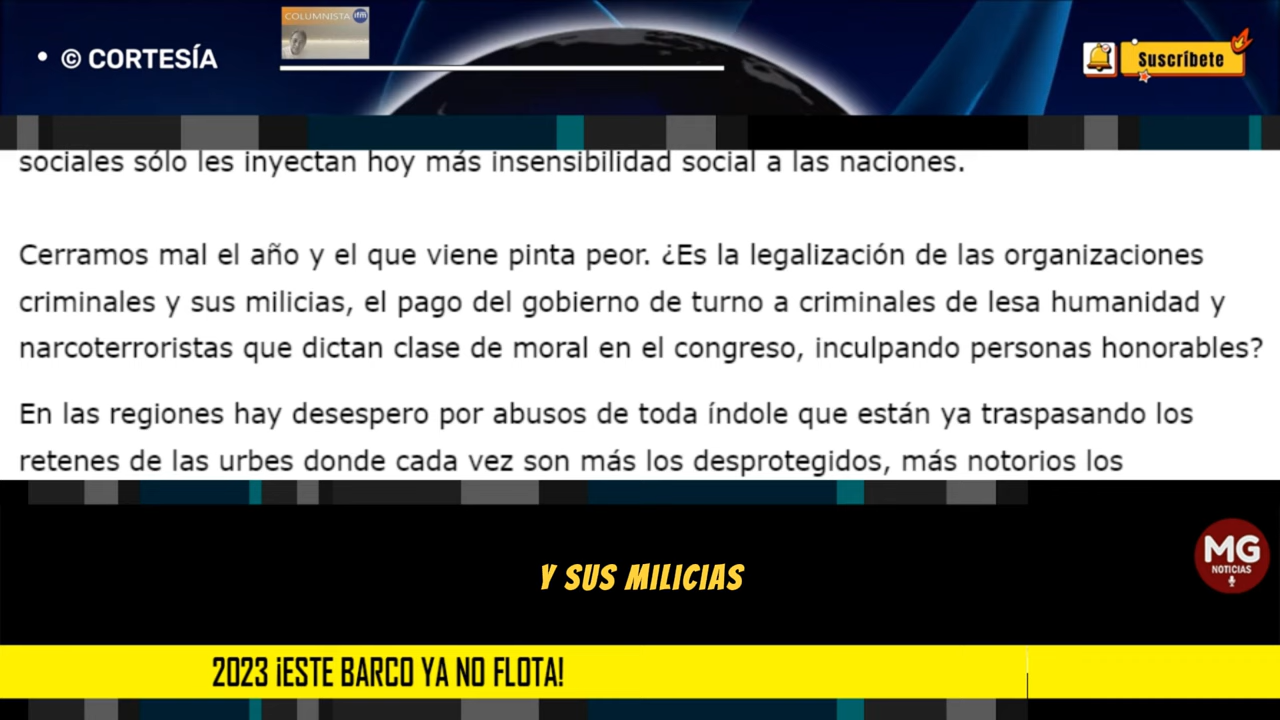 • © CORTESÍA
COLUMNISTA ifm
Suscríbete
sociales sólo les inyectan hoy más insensibilidad social a las naciones.
Cerramos mal el año y el que viene pinta peor. ¿Es la legalización de las organizaciones
criminales y sus milicias, el pago del gobierno de turno a criminales de lesa humanidad y
narcoterroristas que dictan clase de moral en el congreso, inculpando personas honorables?
En las regiones hay desespero por abusos de toda índole que están ya traspasando los
retenes de las urbes donde cada vez son más los desprotegidos, más notorios los
Y SUS MILICIAS
MG
NOTICIAS
2023 ¡ESTE BARCO YA NO FLOTA!